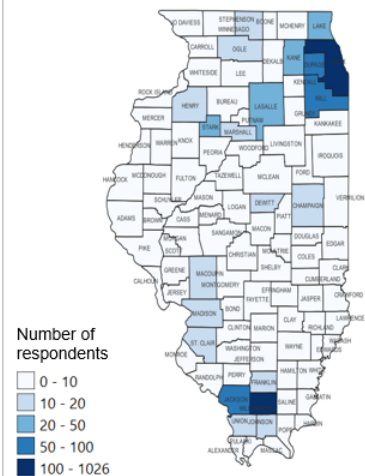 JO DAVIESS STEPHENSON WINNEBAGO BOONE MCHENRY LAKE
CARROLL OGLE DEKALB KANE
WHITESIDE LEE KENDALL WILL
ROCK ISLAND HENRY BUREAU LASALLE
MERCER STARK PUTNAM KANKAKEE
HENDERSON WARREN KNOX MARSHALL LIVINGSTON
PEORIA WOODFORD IROQUOIS
HANCOCK MCDONOUGH FULTON TAZEWELL MCLEAN FORD
SCHUYLER MASON LOGAN DEWITT CHAMPAIGN VERMILION
ADAMS BROWN CASS MENARD PIATT
MORGAN SANGAMON MACON DOUGLAS EDGAR
PIKE SCOTT CHRISTIAN MOULTRIE COLES
GREENE MACOUPIN SHELBY CLARK
CALHOUN JERSEY MONTGOMERY CUMBERLAND
EFFINGHAM JASPER CRAWFORD
MADISON BOND FAYETTE
CLAY RICHLAND LAWRENCE
ST. CLAIR CLINTON MARION
MONROE WASHINGTON WAYNE EDWARDS WABASH
JEFFERSON
RANDOLPH PERRY HAMILTON WHITE
FRANKLIN
JACKSON SALINE GALLATIN
UNION JOHNSON POPE HARDIN
ALEXANDER PULASKI MASSAC
Number of
respondents
0 - 10
10 - 20
20 - 50
50 - 100
100 - 1026